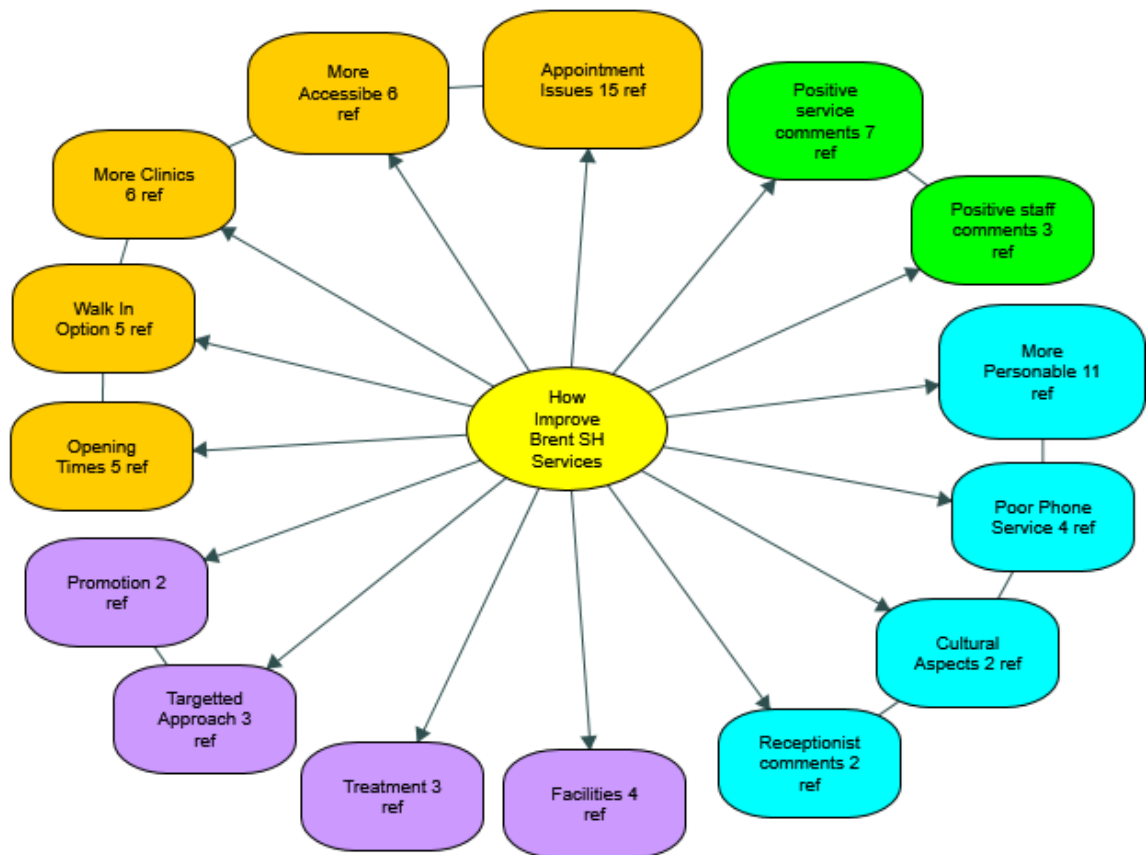 Appointment
Issues 15 ref
More
Accessibe 6
ref
Positive
service
comments 7
ref
More Clinics
6 ref
Positive staff
comments 3
ref
Walk In
Option 5 ref
More
Personable 11
ref
How
Improve
Brent SH
Services
Opening
Times 5 ref
Poor Phone
Service 4 ref
Promotion 2
ref
Cultural
Aspects 2 ref
Targetted
Approach 3
ref
Receptionist
comments 2
ref
Treatment 3
ref
Facilities 4
ref